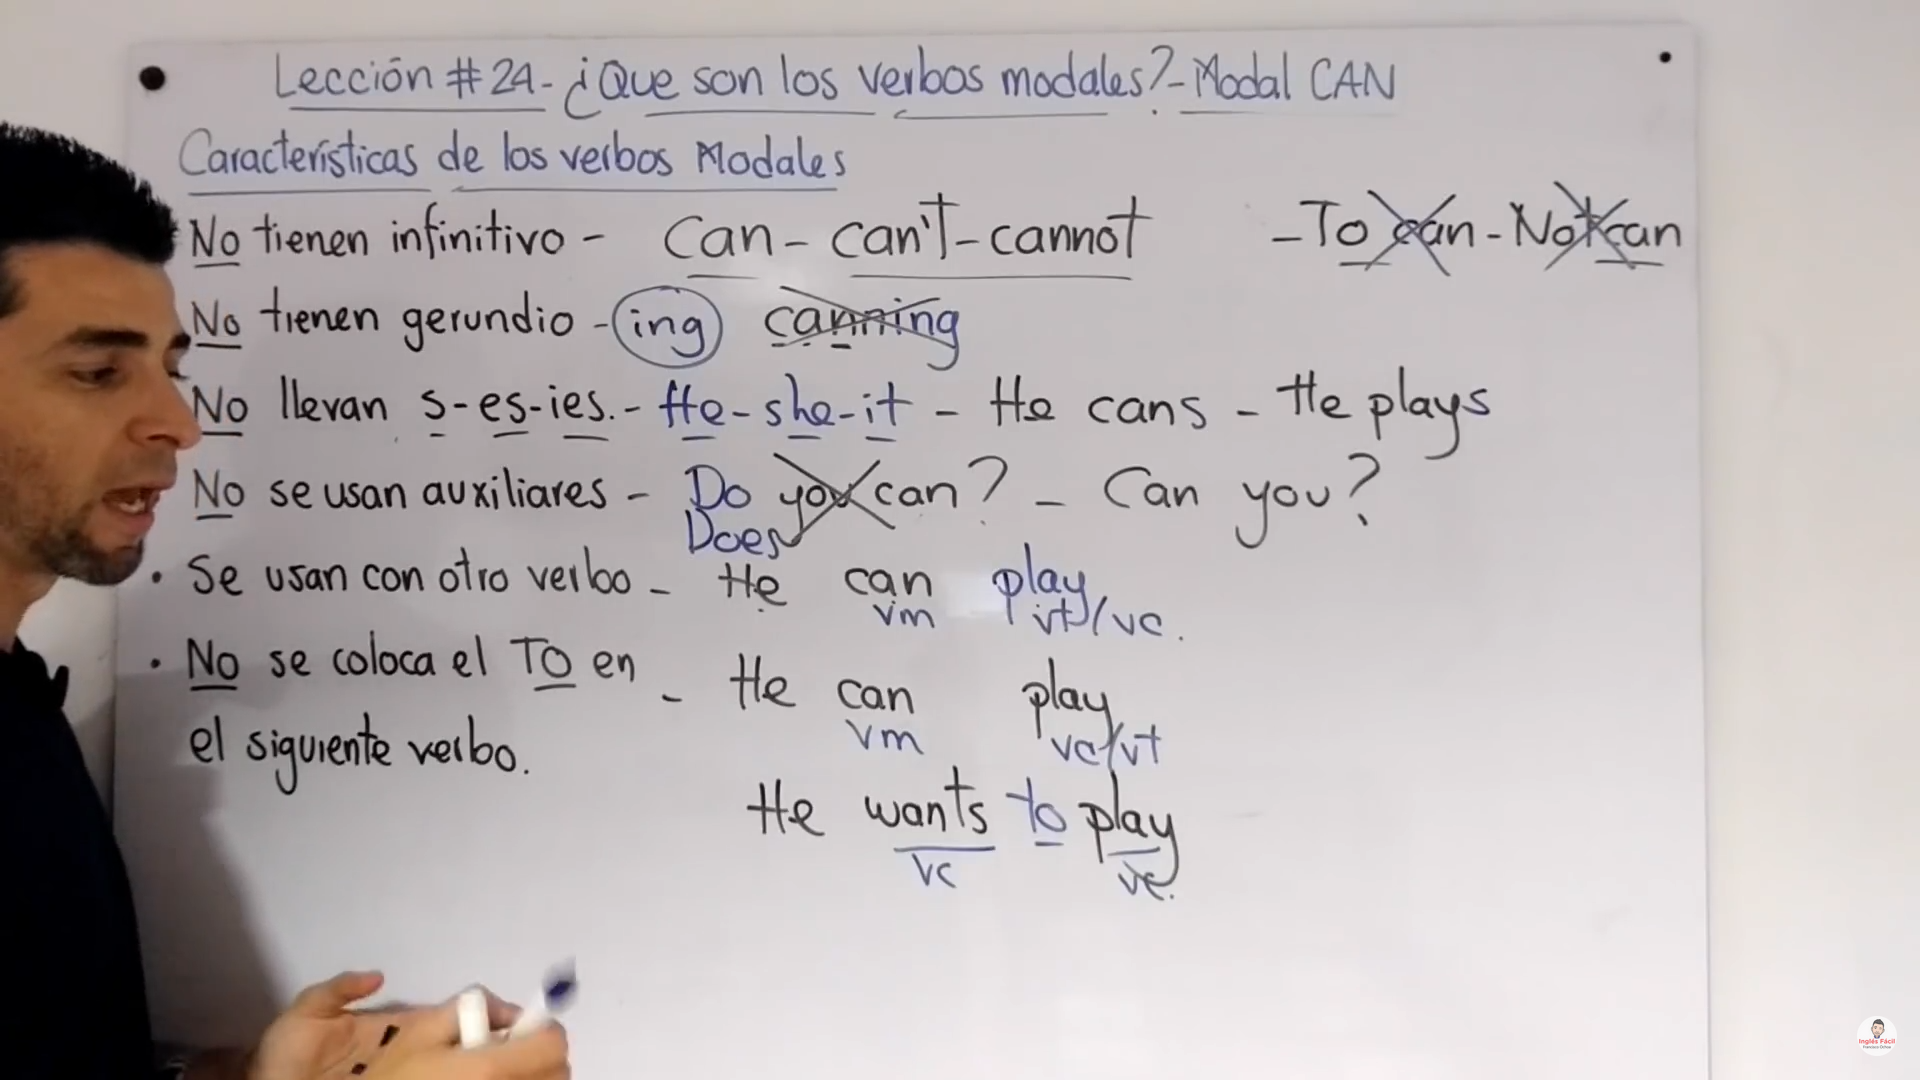 Lección #24-¿Que son los verbos modales?-Modal CAN
Características de los verbos Modales
No tienen infinitivo - Can - can't - cannot - To can - Not can
No tienen gerundio - ing canning
No llevan s-es-ies. - He-she-it - He cans - He plays
No se usan auxiliares - Do you can? - Can you?
Does
· Se usan con otro verbo - He can play
vm vt/vc.
· No se coloca el TO en - He can play
vm vc/vt
el siguiente verbo.
He wants to play
vc vc.
Inglés Fácil
Francisco Ochoa